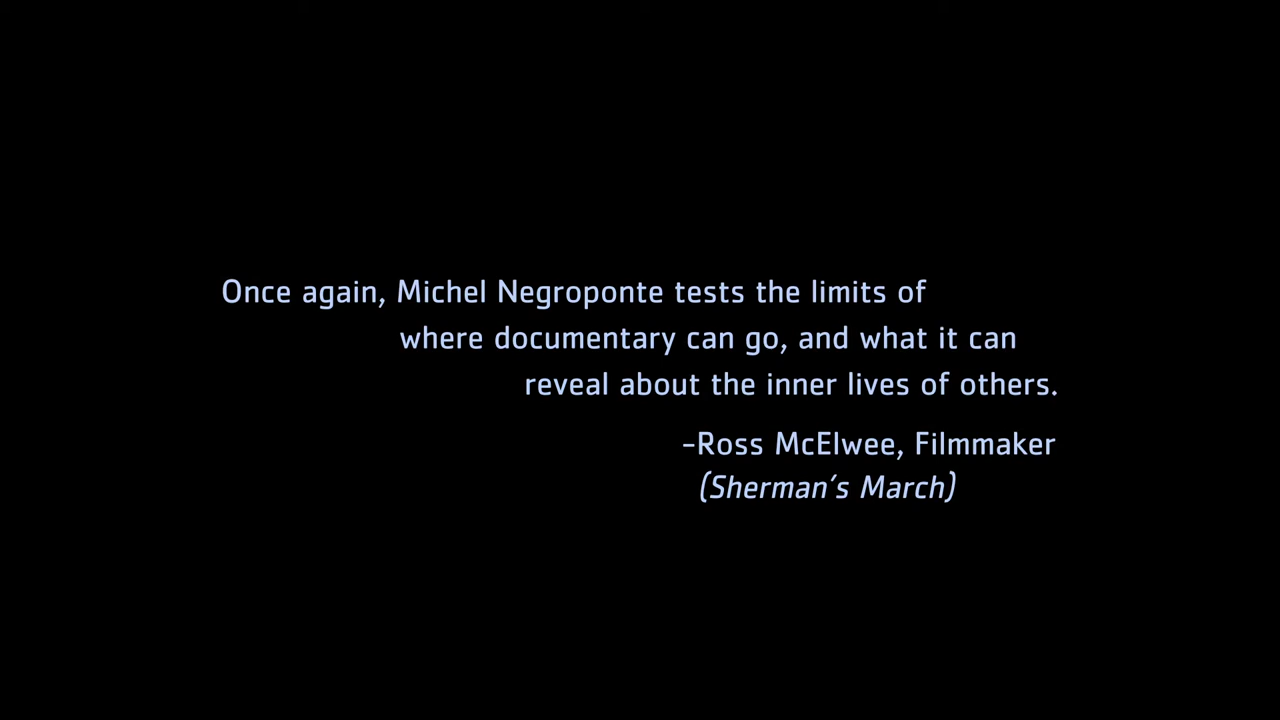 Once again, Michel Negroponte tests the limits of
where documentary can go, and what it can
reveal about the inner lives of others.
-Ross McElwee, Filmmaker
(Sherman's March)